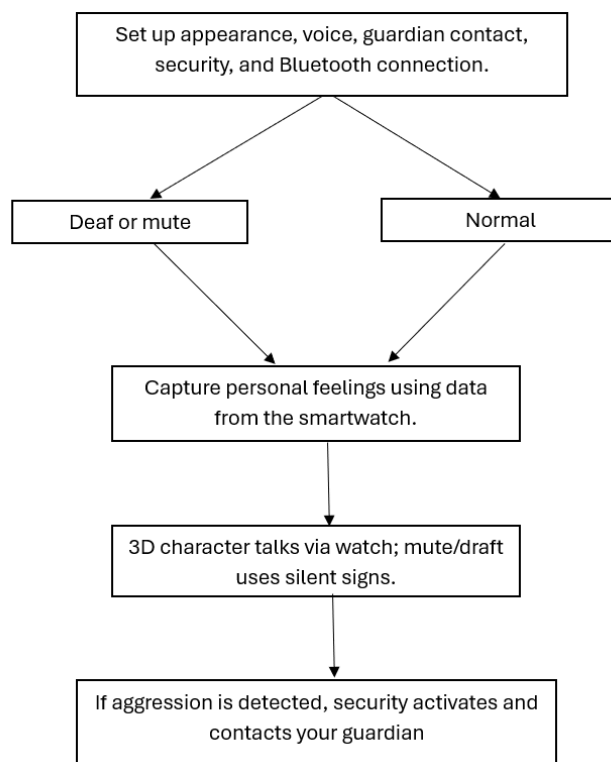 Set up appearance, voice, guardian contact,
security, and Bluetooth connection.
Deaf or mute
Normal
Capture personal feelings using data
from the smartwatch.
3D character talks via watch; mute/draft
uses silent signs.
If aggression is detected, security activates and
contacts your guardian